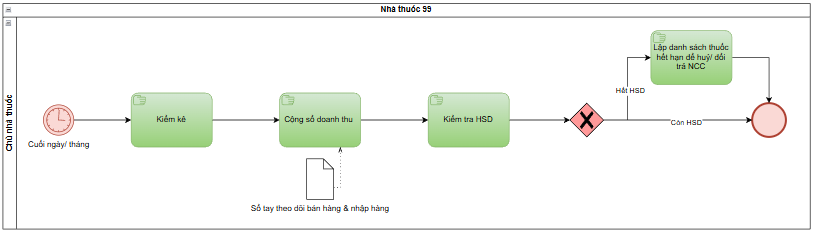 Nhà thuốc 99
Chủ nhà thuốc
Cuối ngày/ tháng
Kiểm kê
Cộng sổ doanh thu
Sổ tay theo dõi bán hàng & nhập hàng
Kiểm tra HSD
Hết HSD
Lập danh sách thuốc
hết hạn để huỷ/ đổi
trả NCC
Còn HSD